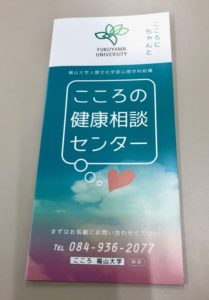 FUKUYAMA
UNIVERSITY
こころに
ちゃんと
福山大学人間文化学部心理学科附属
こころの
健康相談
センター
まずはお気軽にお問い合わせください
TEL 084-936-2077
こころ 福山大学 検索